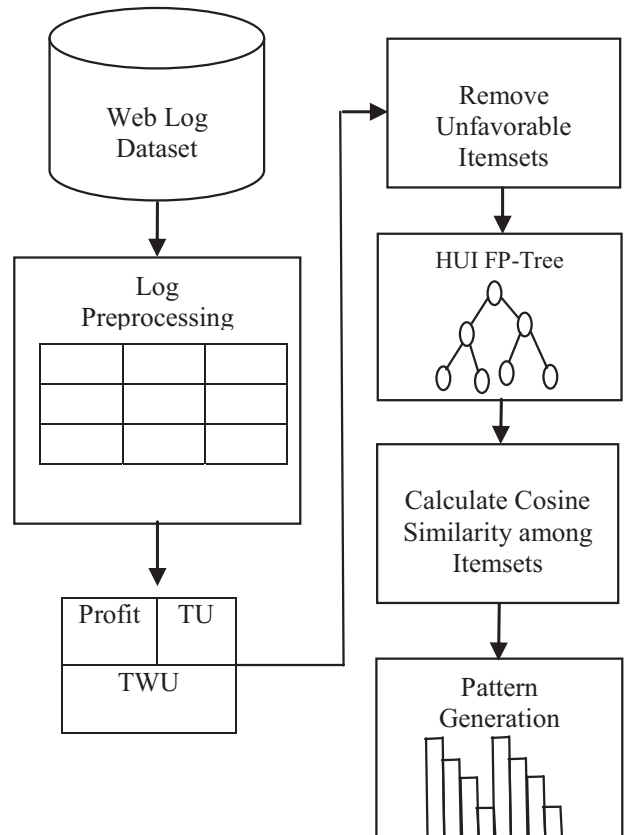 Web Log
Dataset
Log
Preprocessing
Profit
TU
TWU
Remove
Unfavorable
Itemsets
HUI FP-Tree
Calculate Cosine
Similarity among
Itemsets
Pattern
Generation